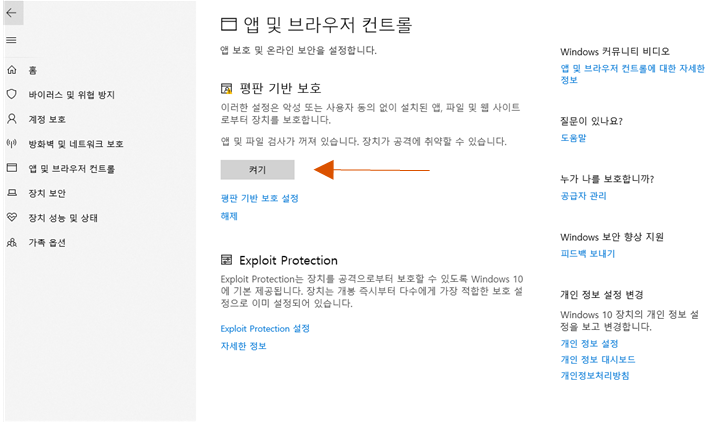 홈
바이러스 및 위협 방지
계정 보호
방화벽 및 네트워크 보호
앱 및 브라우저 컨트롤
장치 보안
장치 성능 및 상태
가족 옵션
앱 및 브라우저 컨트롤
앱 보호 및 온라인 보안을 설정합니다.
평판 기반 보호
이러한 설정은 악성 또는 사용자 동의 없이 설치된 앱, 파일 및 웹 사이트
로부터 장치를 보호합니다.
앱 및 파일 검사가 꺼져 있습니다. 장치가 공격에 취약할 수 있습니다.
켜기
평판 기반 보호 설정
해제
Exploit Protection
Exploit Protection는 장치를 공격으로부터 보호할 수 있도록 Windows 10
에 기본 제공됩니다. 장치는 개봉 즉시부터 다수에게 가장 적합한 보호 설
정으로 이미 설정되어 있습니다.
Exploit Protection 설정
자세한 정보
Windows 커뮤니티 비디오
앱 및 브라우저 컨트롤에 대한 자세한
정보
질문이 있나요?
도움말
누가 나를 보호합니까?
공급자 관리
Windows 보안 향상 지원
피드백 보내기
개인 정보 설정 변경
Windows 10 장치의 개인 정보 설
정을 보고 변경합니다.
개인 정보 설정
개인 정보 대시보드
개인정보처리방침